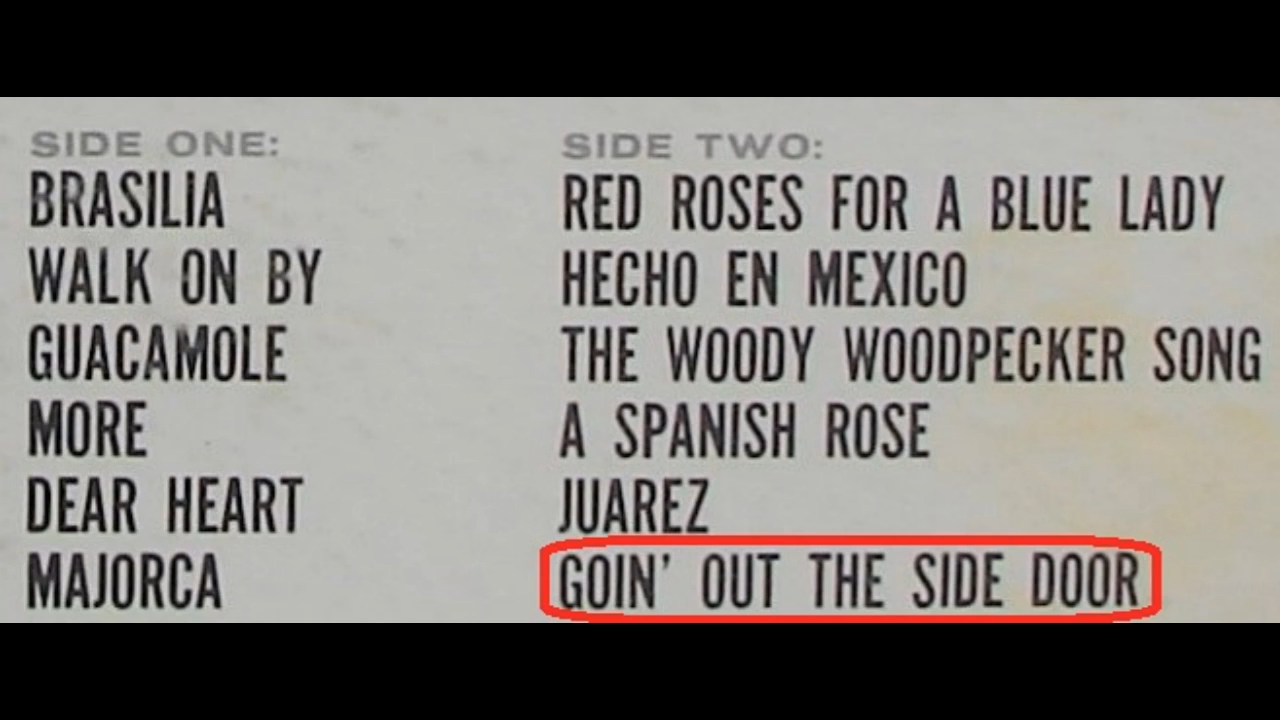 SIDE ONE:
BRASILIA
WALK ON BY
GUACAMOLE
MORE
DEAR HEART
MAJORCA
SIDE TWO:
RED ROSES FOR A BLUE LADY
HECHO EN MEXICO
THE WOODY WOODPECKER SONG
A SPANISH ROSE
JUAREZ
GOIN' OUT THE SIDE DOOR